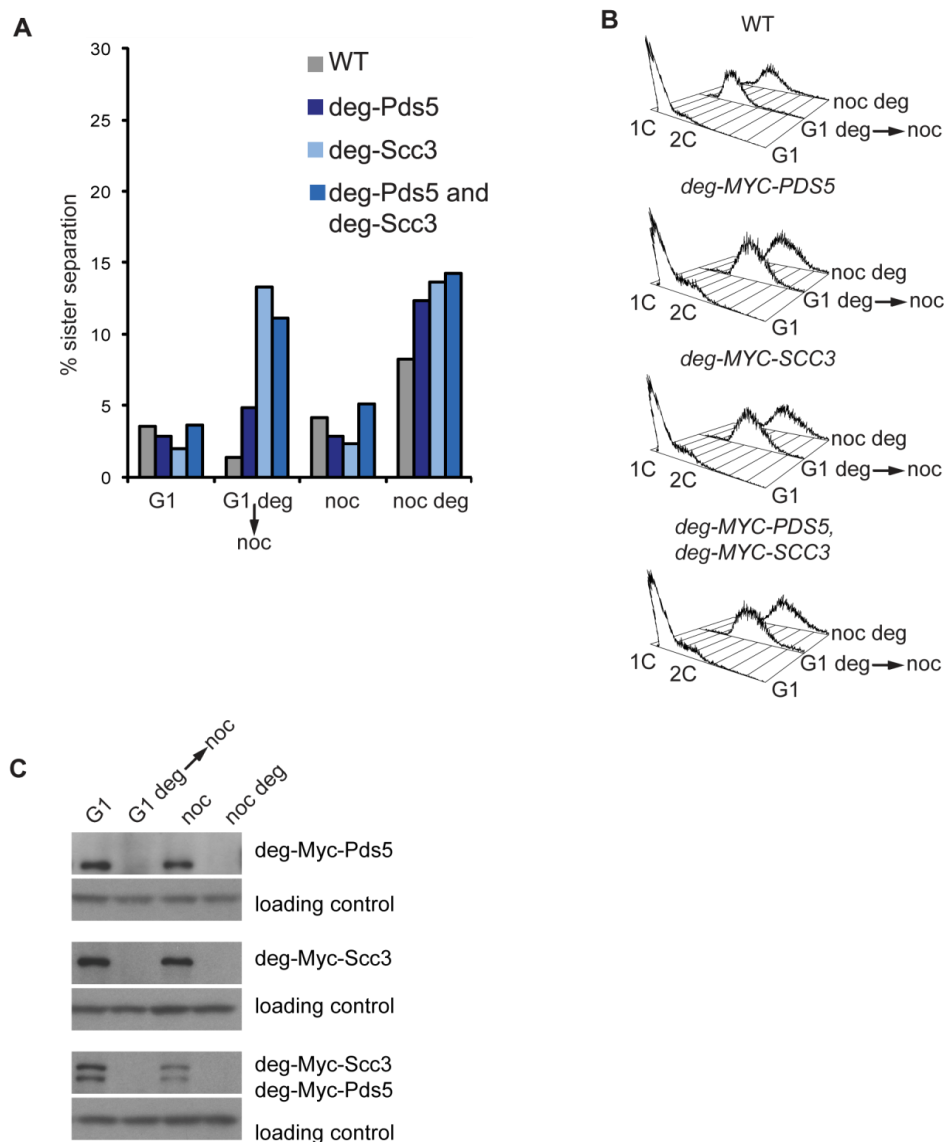 A
% sister separation
30
25
20
15
10
5
0
WT
deg-Pds5
deg-Scc3
deg-Pds5 and
deg-Scc3
G1
G1 deg
noc
noc
noc deg
B
WT
1C
2C
G1
G1 deg → noc
noc deg
deg-MYC-PDS5
1C
2C
G1
G1 deg → noc
noc deg
deg-MYC-SCC3
1C
2C
G1
G1 deg → noc
noc deg
deg-MYC-PDS5,
deg-MYC-SCC3
1C
2C
G1
G1 deg → noc
noc deg
C
G1
G1 deg → noc
noc
noc deg
deg-Myc-Pds5
loading control
deg-Myc-Scc3
loading control
deg-Myc-Scc3
deg-Myc-Pds5
loading control